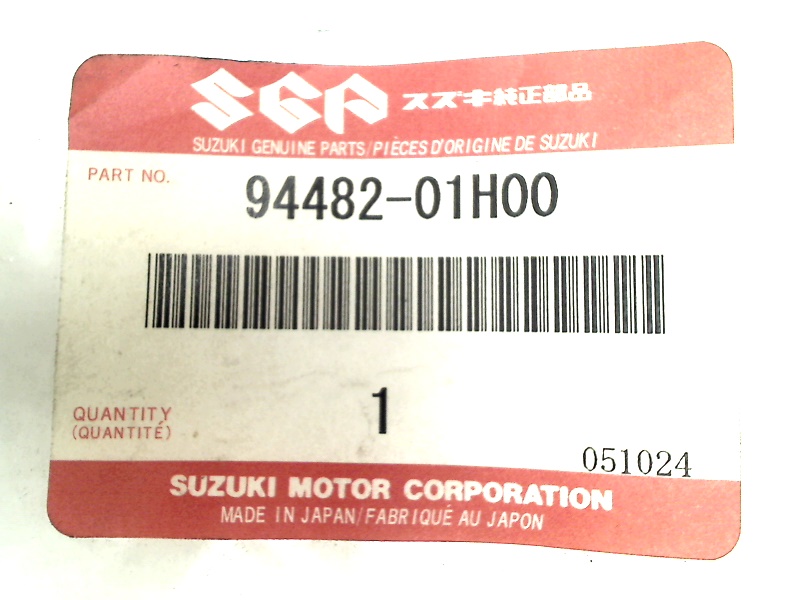 SGP スズキ純正部品
SUZUKI GENUINE PARTS/PIÈCES D'ORIGINE DE SUZUKI
PART NO. 94482-01H00
QUANTITY
(QUANTITÉ)
1
051024
SUZUKI MOTOR CORPORATION
MADE IN JAPAN/FABRIQUÉ AU JAPON